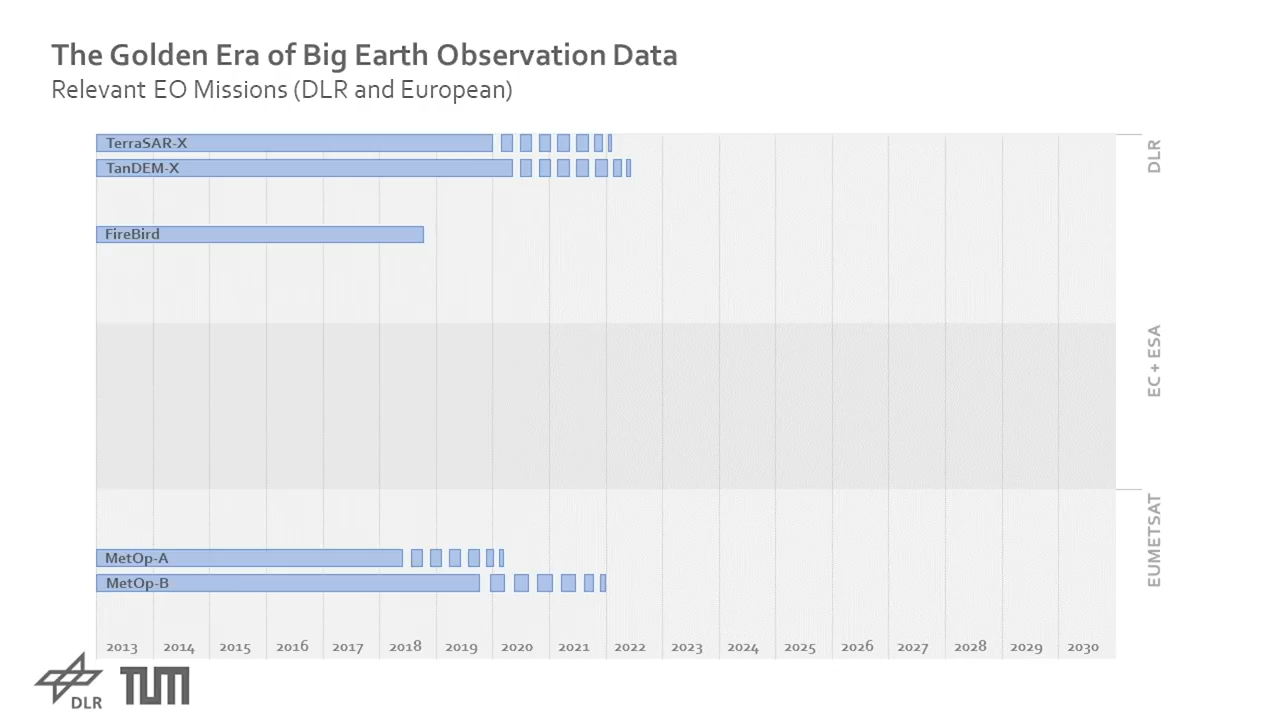 The Golden Era of Big Earth Observation Data
Relevant EO Missions (DLR and European)
TerraSAR-X
TanDEM-X
FireBird
MetOp-A
MetOp-B
DLR
EC + ESA
EUMETSAT
2013 2014 2015 2016 2017 2018 2019 2020 2021 2022 2023 2024 2025 2026 2027 2028 2029 2030
DLR TUM